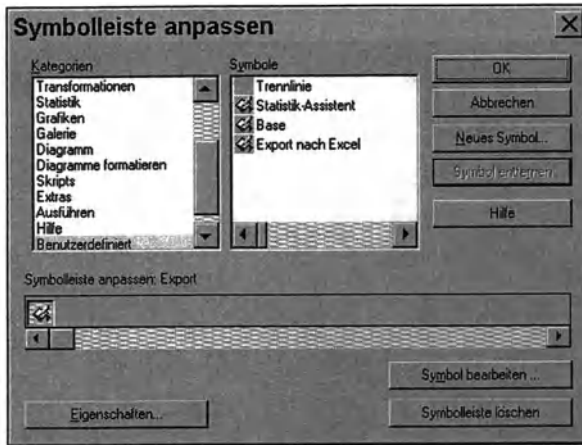 Symbolleiste anpassen
Kategorien
Transformationen
Statistik
Grafiken
Galerie
Diagramm
Diagramme formatieren
Skripts
Extras
Ausführen
Hilfe
Benutzerdefiniert
Symbole
Trennlinie
Statistik-Assistent
Base
Export nach Excel
OK
Abbrechen
Neues Symbol...
Symbol entfernen
Hilfe
Symbolleiste anpassen: Export
Symbol bearbeiten ...
Eigenschaften...
Symbolleiste löschen